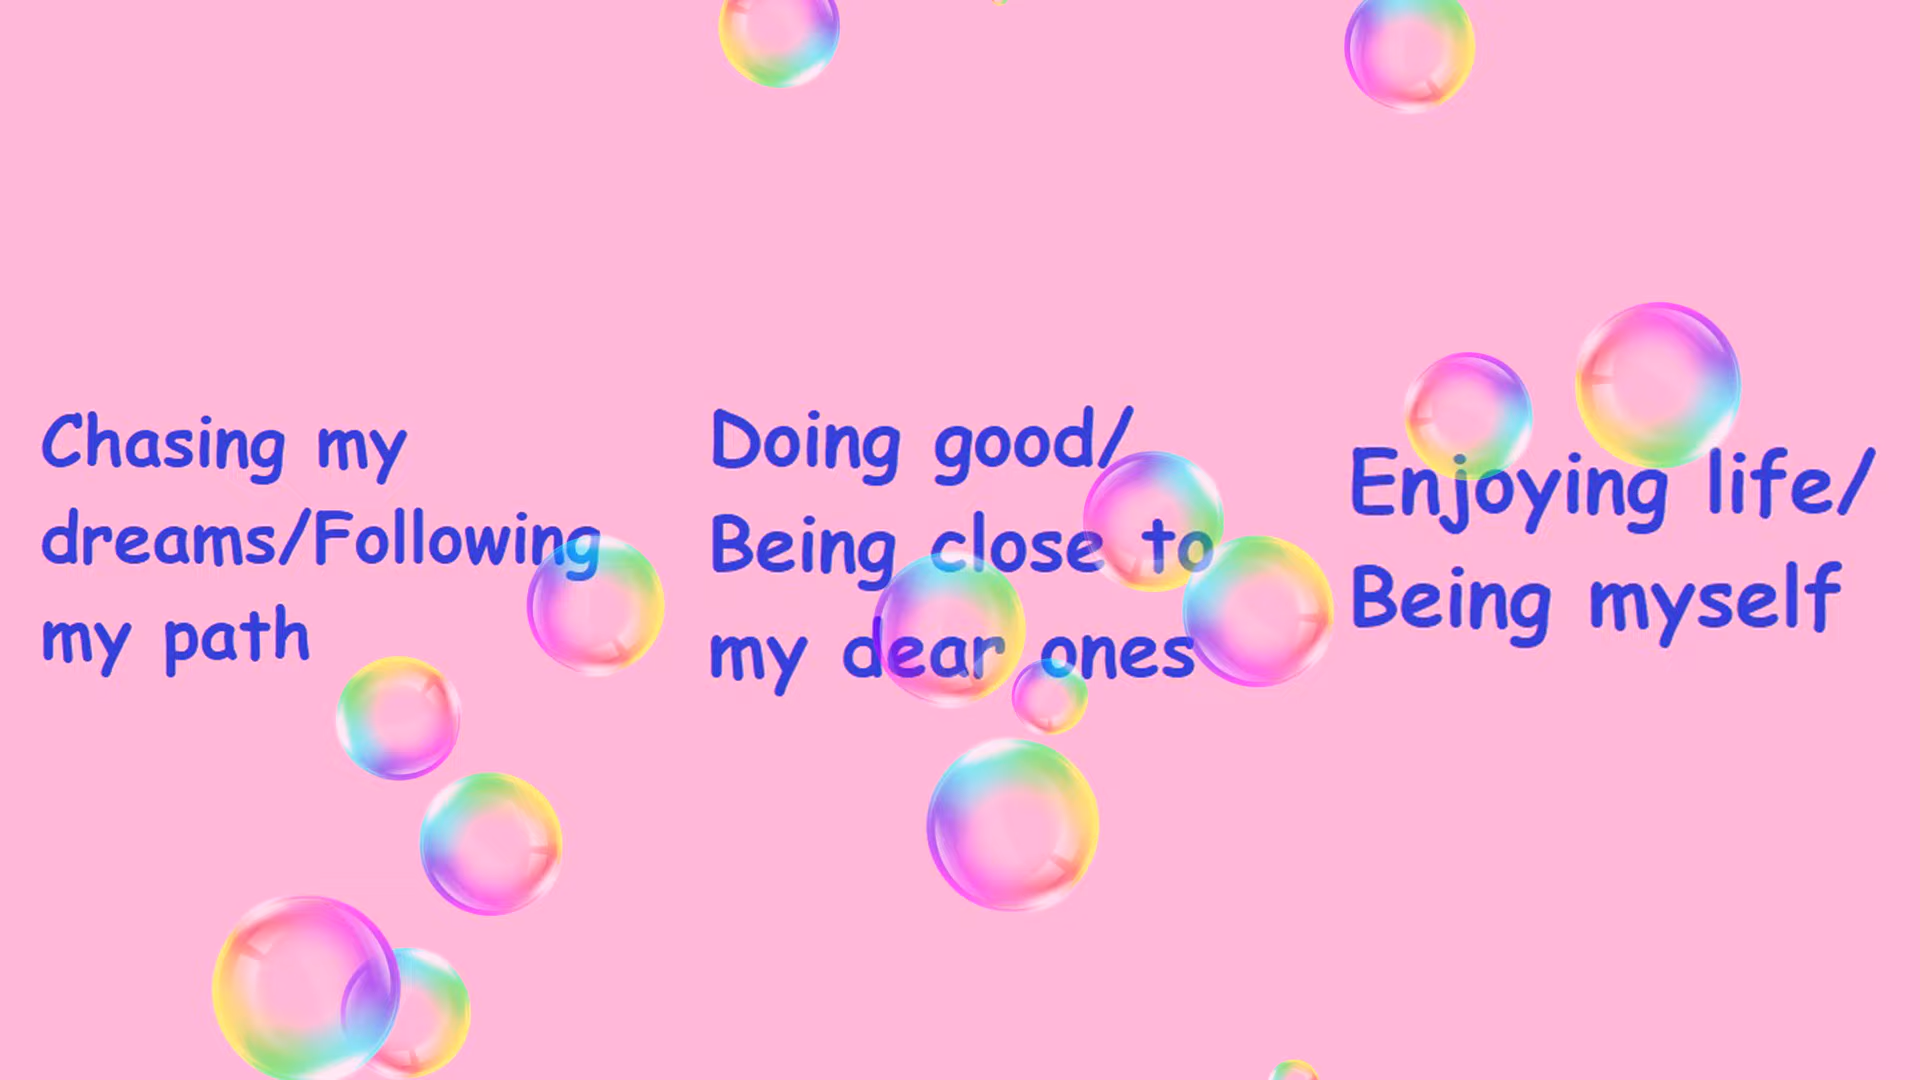 Chasing my
dreams/Following
my path
Doing good/
Being close to
my dear ones
Enjoying life/
Being myself